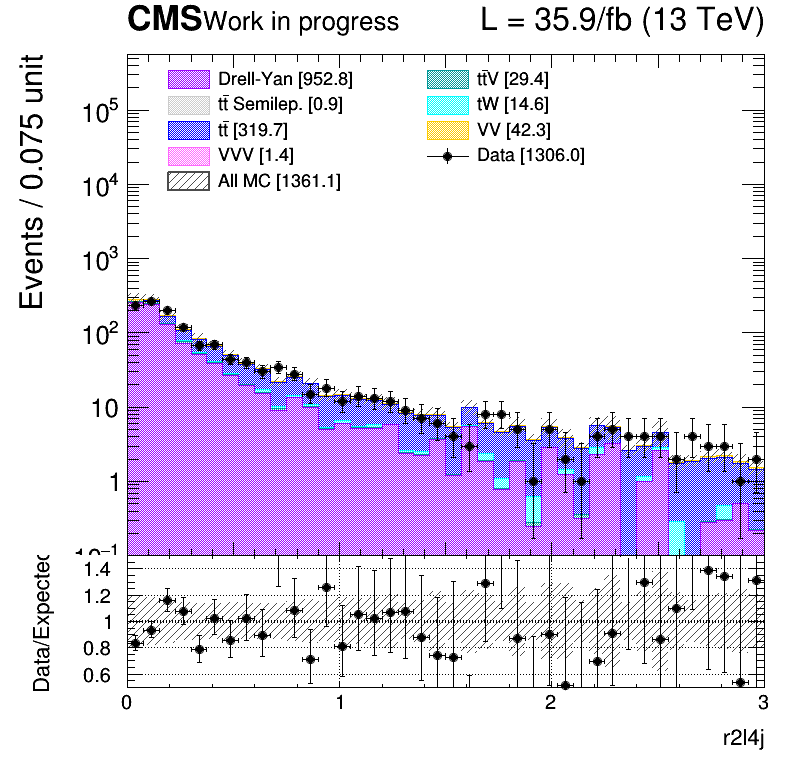 CMS Work in progress L = 35.9/fb (13 TeV)
Events / 0.075 unit
Drell-Yan [952.8]
tt̄ Semilep. [0.9]
tt̄ [319.7]
VVV [1.4]
All MC [1361.1]
tt̄V [29.4]
tW [14.6]
VV [42.3]
Data [1306.0]
10⁵
10⁴
10³
10²
10
1
10⁻¹
Data/Expected
1.4
1.2
1
0.8
0.6
0 1 2 3
r2l4j